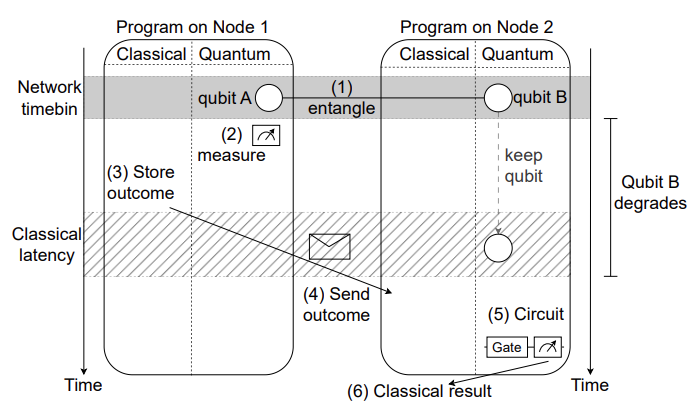 Program on Node 1
Program on Node 2
Classical
Quantum
Classical
Quantum
Network
timebin
qubit A
(1)
entangle
qubit B
(2)
measure
(3) Store
outcome
keep
qubit
Qubit B
degrades
Classical
latency
(4) Send
outcome
(5) Circuit
Gate
Time
(6) Classical result
Time